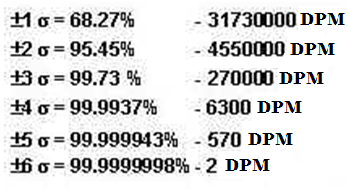 ±1 σ = 68.27% - 31730000 DPM
±2 σ = 95.45% - 4550000 DPM
±3 σ = 99.73 % - 270000 DPM
±4 σ = 99.9937% - 6300 DPM
±5 σ = 99.999943% - 570 DPM
±6 σ = 99.9999998% - 2 DPM